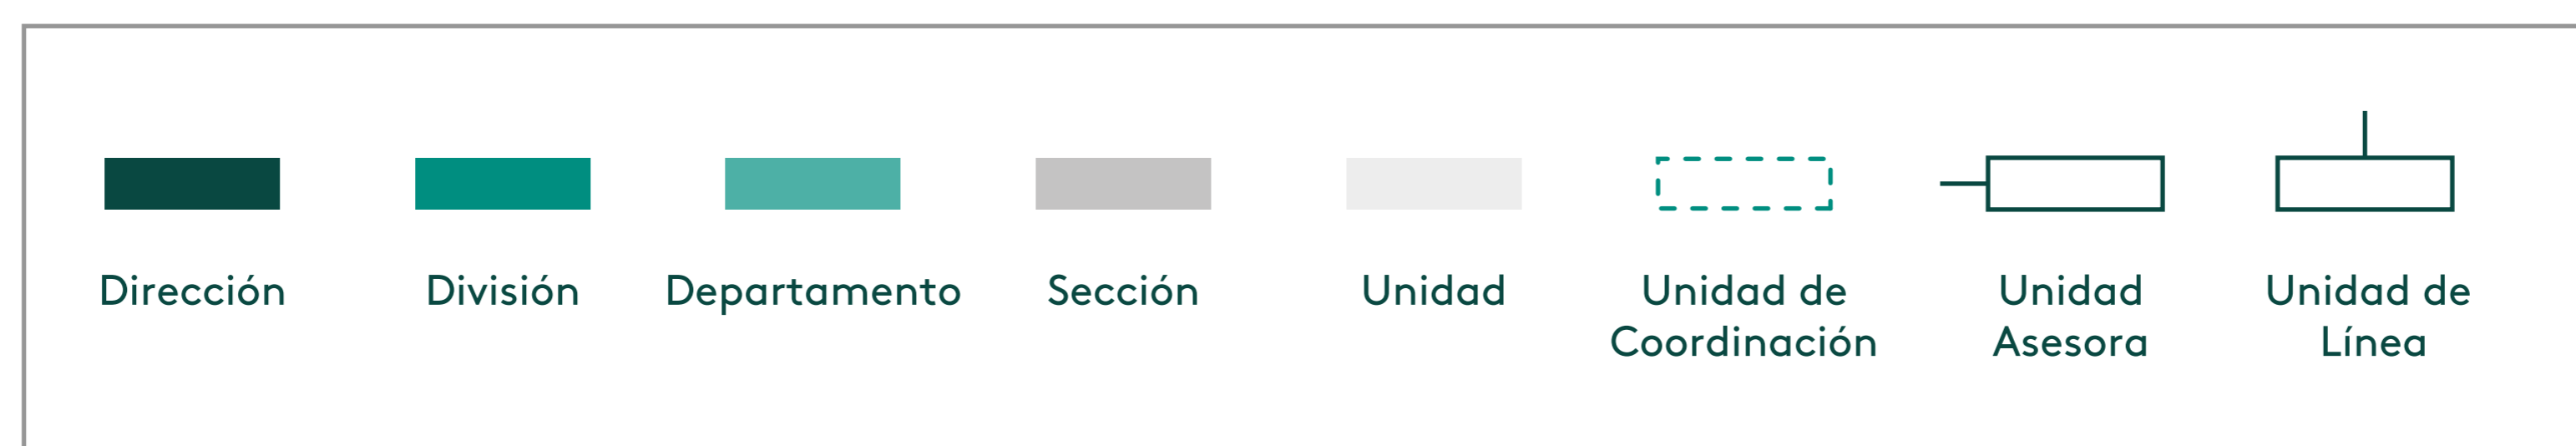 Dirección
División
Departamento
Sección
Unidad
Unidad de
Coordinación
Unidad
Asesora
Unidad de
Línea